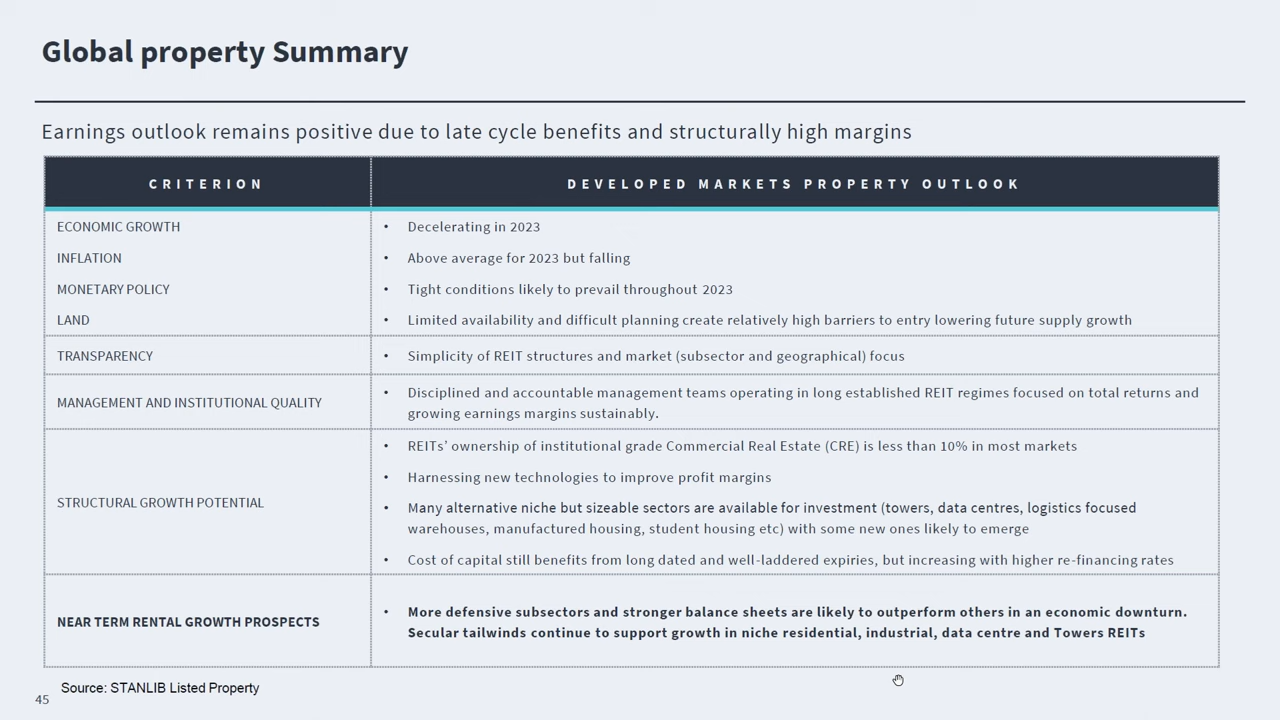 Global property Summary
Earnings outlook remains positive due to late cycle benefits and structurally high margins
CRITERION
DEVELOPED MARKETS PROPERTY OUTLOOK
ECONOMIC GROWTH
• Decelerating in 2023
INFLATION
• Above average for 2023 but falling
MONETARY POLICY
• Tight conditions likely to prevail throughout 2023
LAND
• Limited availability and difficult planning create relatively high barriers to entry lowering future supply growth
TRANSPARENCY
• Simplicity of REIT structures and market (subsector and geographical) focus
MANAGEMENT AND INSTITUTIONAL QUALITY
• Disciplined and accountable management teams operating in long established REIT regimes focused on total returns and
growing earnings margins sustainably.
STRUCTURAL GROWTH POTENTIAL
• REITs’ ownership of institutional grade Commercial Real Estate (CRE) is less than 10% in most markets
• Harnessing new technologies to improve profit margins
• Many alternative niche but sizeable sectors are available for investment (towers, data centres, logistics focused
warehouses, manufactured housing, student housing etc) with some new ones likely to emerge
• Cost of capital still benefits from long dated and well-laddered expiries, but increasing with higher re-financing rates
NEAR TERM RENTAL GROWTH PROSPECTS
• More defensive subsectors and stronger balance sheets are likely to outperform others in an economic downturn.
Secular tailwinds continue to support growth in niche residential, industrial, data centre and Towers REITs
Source: STANLIB Listed Property
45